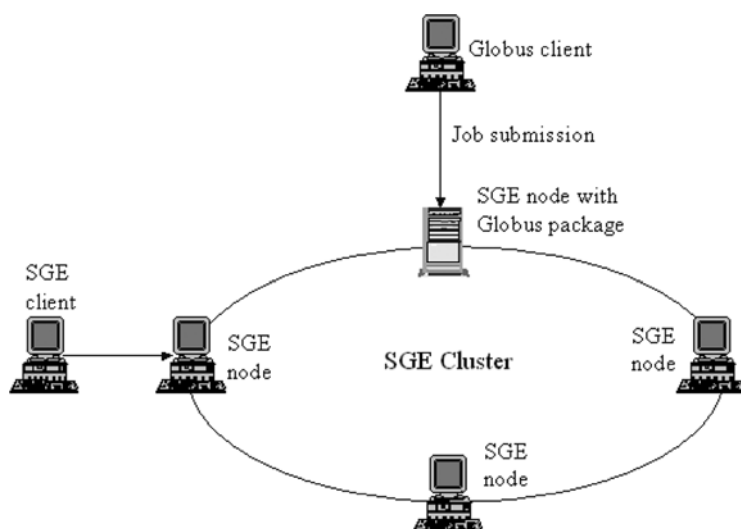 Globus client
Job submission
SGE node with
Globus package
SGE
client
SGE
node
SGE Cluster
SGE
node
SGE
node